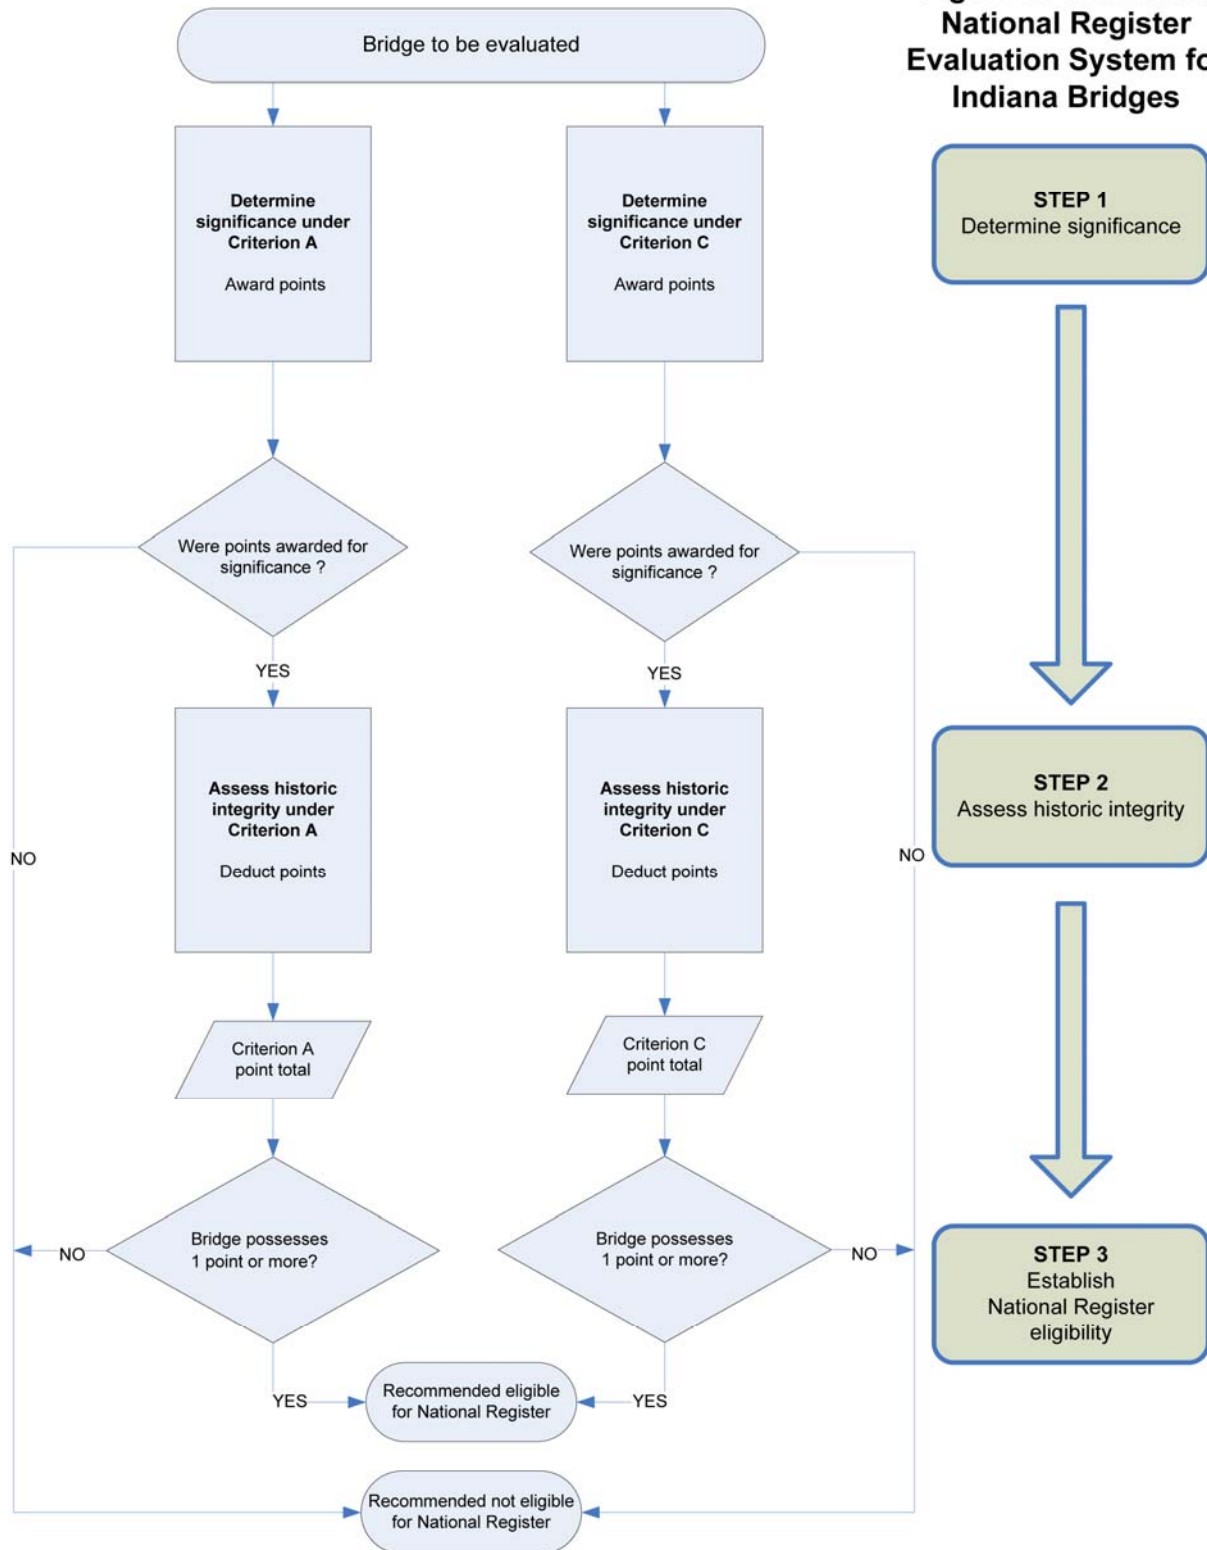 National Register
Evaluation System
Indiana Bridges
Bridge to be evaluated
Determine
significance under
Criterion A
Award points
Determine
significance under
Criterion C
Award points
STEP 1
Determine significance
Were points awarded for
significance ?
Were points awarded for
significance ?
YES
YES
NO
NO
Assess historic
integrity under
Criterion A
Deduct points
Assess historic
integrity under
Criterion C
Deduct points
STEP 2
Assess historic integrity
Criterion A
point total
Criterion C
point total
Bridge possesses
1 point or more?
Bridge possesses
1 point or more?
NO
NO
STEP 3
Establish
National Register
eligibility
YES
YES
Recommended eligible
for National Register
Recommended not eligible
for National Register